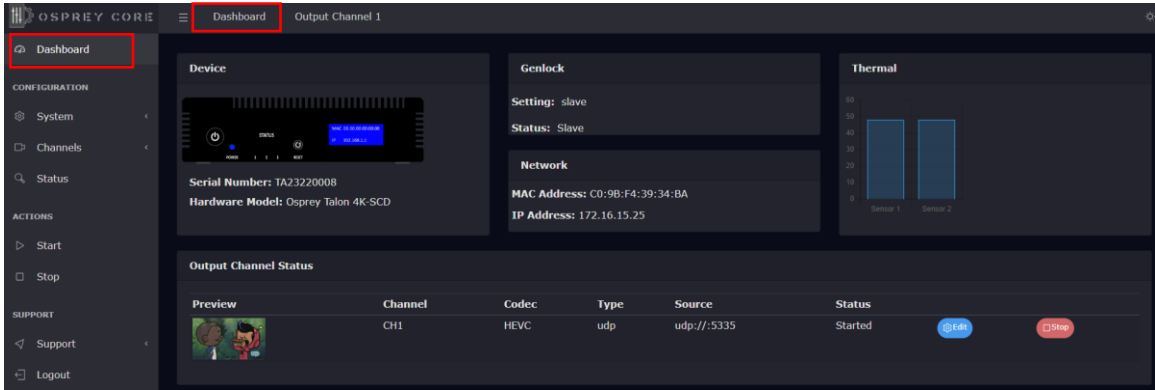 OSPREY CORE
Dashboard
Output Channel 1
Dashboard
CONFIGURATION
System
Channels
Status
ACTIONS
Start
Stop
SUPPORT
Support
Logout
Device
STATUS
POWER 1 2 3 RESET
Serial Number: TA23220008
Hardware Model: Osprey Talon 4K-SCD
Genlock
Setting: slave
Status: Slave
Network
MAC Address: C0:9B:F4:39:34:BA
IP Address: 172.16.15.25
Thermal
60
50
40
30
20
10
0
Sensor 1 Sensor 2
Output Channel Status
Preview Channel Codec Type Source Status
CH1 HEVC udp udp://:5335 Started Edit Stop